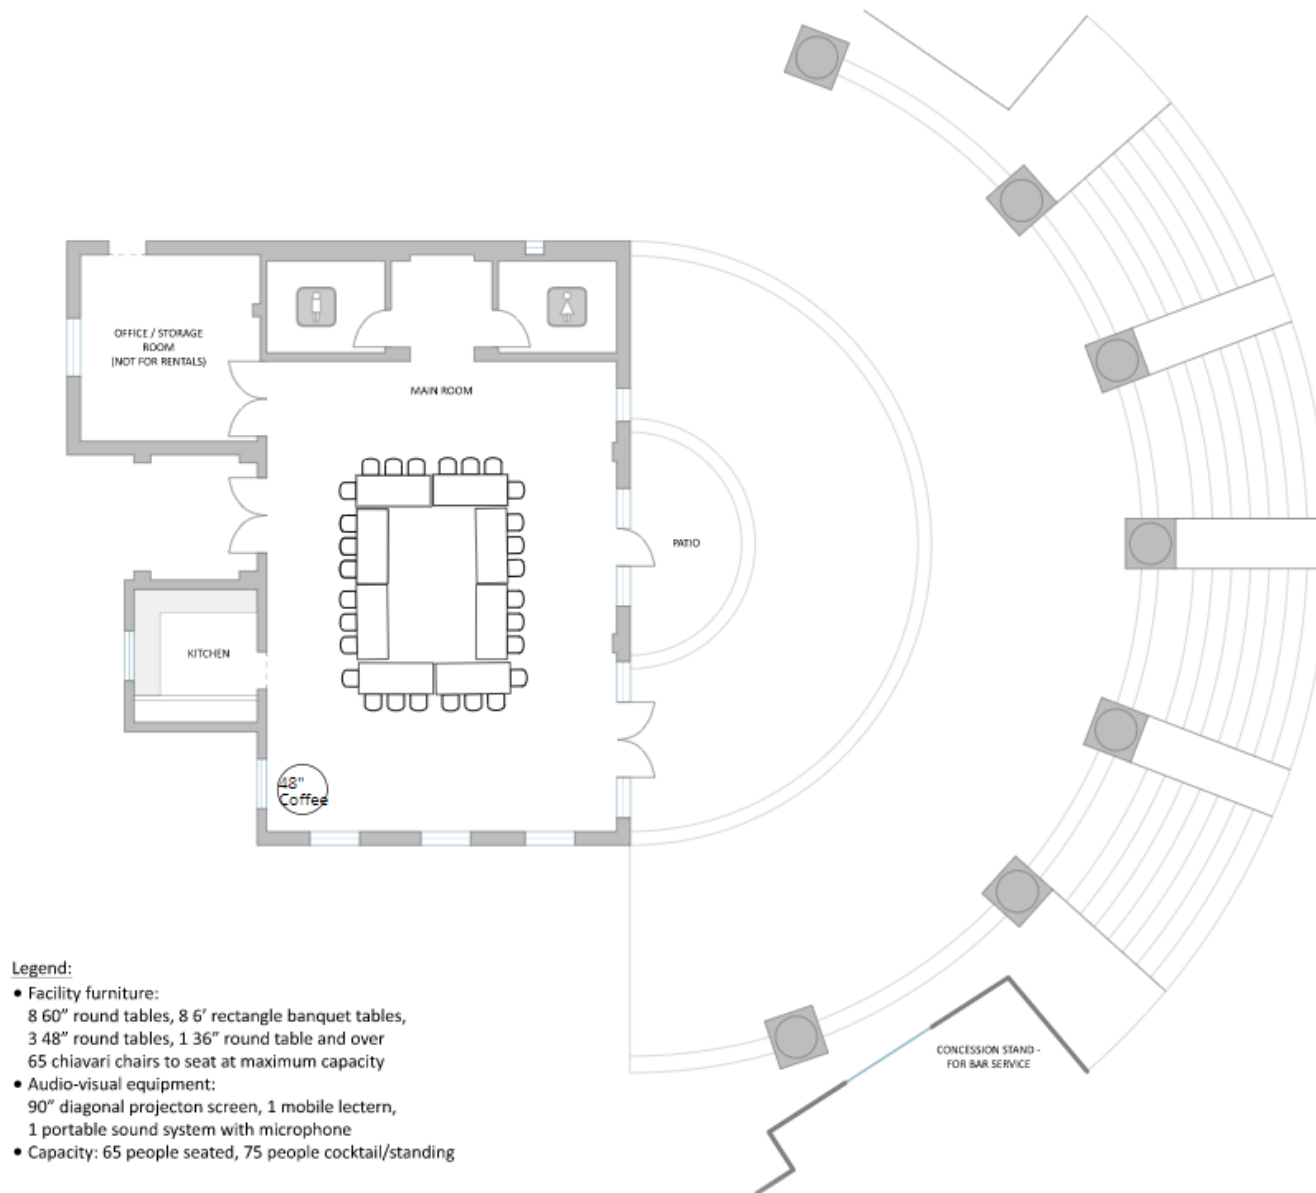 OFFICE / STORAGE
ROOM
(NOT FOR RENTALS)
MAIN ROOM
PATIO
KITCHEN
48"
Coffee
Legend:
• Facility furniture:
8 60” round tables, 8 6’ rectangle banquet tables,
3 48” round tables, 1 36” round table and over
65 chiavari chairs to seat at maximum capacity
• Audio-visual equipment:
90” diagonal projecton screen, 1 mobile lectern,
1 portable sound system with microphone
• Capacity: 65 people seated, 75 people cocktail/standing
CONCESSION STAND -
FOR BAR SERVICE